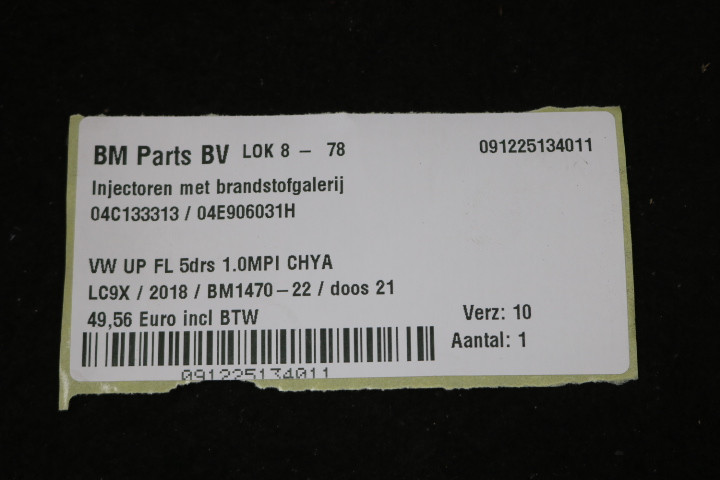 BM Parts BV LOK 8 - 78 091225134011
Injectoren met brandstofgalerij
04C133313 / 04E906031H
VW UP FL 5drs 1.0MPI CHYA
LC9X / 2018 / BM1470-22 / doos 21
49,56 Euro incl BTW Verz: 10
Aantal: 1
091225134011